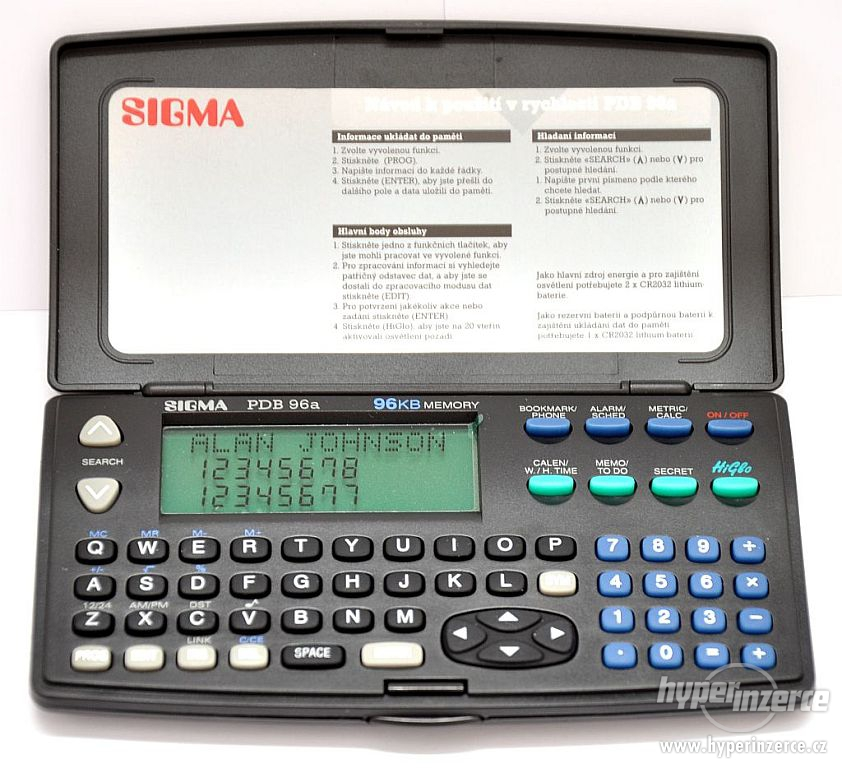 SIGMA
Návod k použití v rychlosti PDB 96a
Informace ukládat do paměti
1. Zvolte vyvolenou funkci.
2. Stiskněte (PROG).
3. Napište informaci do každé řádky.
4. Stiskněte (ENTER), aby jste přešli do
dalšího pole a data uložili do paměti.
Hlavní body obsluhy
1. Stiskněte jedno z funkčních tlačítek, aby
jste mohli pracovat ve vyvolené funkci.
2. Pro zpracování informací si vyhledejte
patřičný odstavec dat, a aby jste se
dostali do zpracovacího modusu dat
stiskněte (EDIT)
3. Pro potvrzení jakékoliv akce nebo
zadání stiskněte (ENTER)
4 Stiskněte (HiGlo), aby jste na 20 vteřin
aktivovali osvětlení pozadí
Hladaní informací
1. Zvolte vyvolenou funkci.
2. Stiskněte «SEARCH» (∧) nebo (∨) pro
postupné hledání.
1. Napište první písmeno podle kterého
chcete hledat.
2. Stiskněte «SEARCH» (∧) nebo (∨) pro
postupné hledání.
Jako hlavní zdroj energie a pro zajištění
osvětlení potřebujete 2 x CR2032 lithium
baterie
Jako rezervní baterii a podpůrnou baterii k
zajištění ukládání dat do paměti
potřebujete 1 x CR2032 lithium baterii
SIGMA PDB 96a 96KB MEMORY
BOOKMARK/ PHONE ALARM/ SCHED METRIC/ CALC ON / OFF
SEARCH
ALAN JOHNSON
12345678
12345677
CALEN/ W. / H. TIME MEMO/ TO DO SECRET HiGlo
MC MR M- M+
Q W E R T Y U I O P 7 8 9 ÷
+/- √ %
A S D F G H J K L SYM 4 5 6 ×
12/24 AM/PM DST
Z X C V B N M 1 2 3 −
LINK C/CE
PROG SPACE . 0 = +
hyperinzerce
www.hyperinzerce.cz